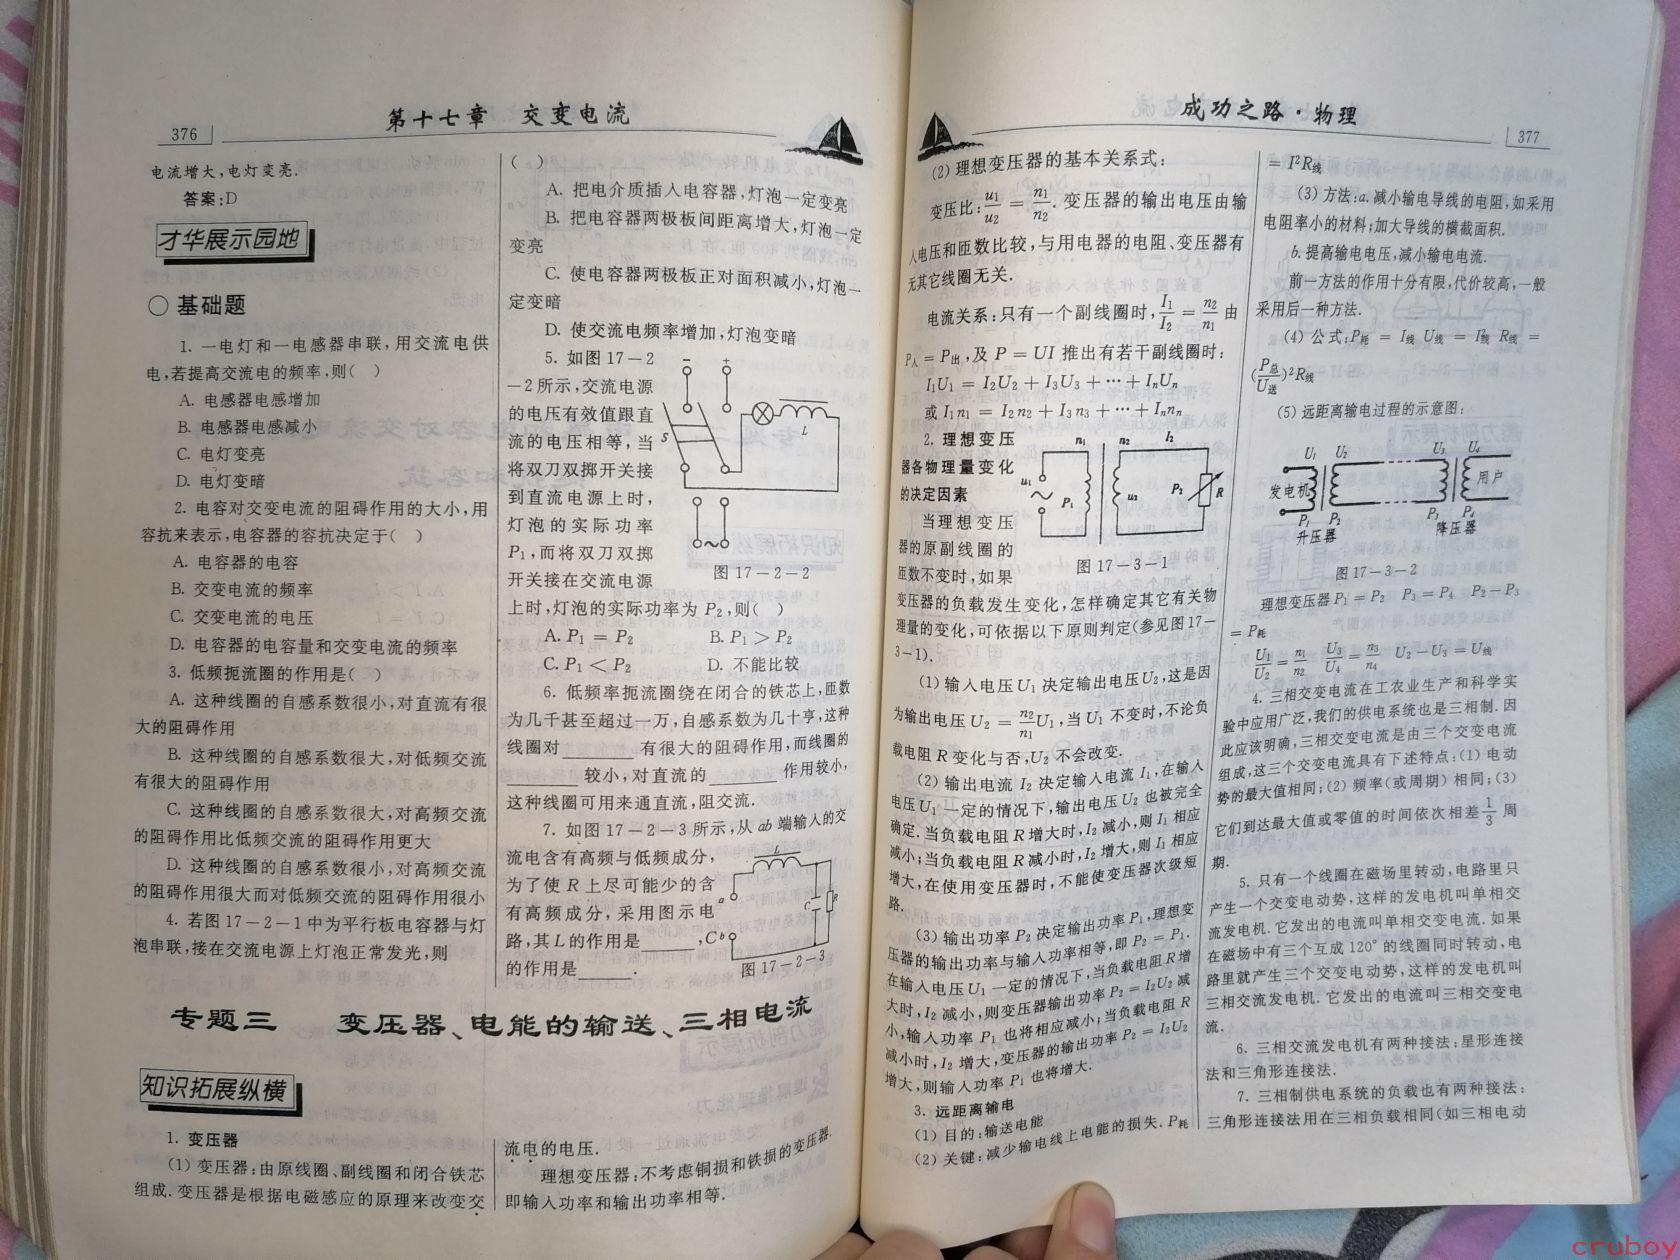 376
第十七章 交变电流
电流增大,电灯变亮.
答案:D
才华展示园地
○ 基础题
1. 一电灯和一电感器串联,用交流电供
电,若提高交流电的频率,则( )
A. 电感器电感增加
B. 电感器电感减小
C. 电灯变亮
D. 电灯变暗
2. 电容对交变电流的阻碍作用的大小,用
容抗来表示,电容器的容抗决定于( )
A. 电容器的电容
B. 交变电流的频率
C. 交变电流的电压
D. 电容器的电容量和交变电流的频率
3. 低频扼流圈的作用是( )
A. 这种线圈的自感系数很小,对直流有很
大的阻碍作用
B. 这种线圈的自感系数很大,对低频交流
有很大的阻碍作用
C. 这种线圈的自感系数很大,对高频交流
的阻碍作用比低频交流的阻碍作用更大
D. 这种线圈的自感系数很小,对高频交流
的阻碍作用很大而对低频交流的阻碍作用很小
4. 若图 17－2－1 中为平行板电容器与灯
泡串联,接在交流电源上灯泡正常发光,则
( )
A. 把电介质插入电容器,灯泡一定变亮
B. 把电容器两极板间距离增大,灯泡一定
变亮
C. 使电容器两极板正对面积减小,灯泡一
定变暗
D. 使交流电频率增加,灯泡变暗
5. 如图 17－2
－2 所示,交流电源
的电压有效值跟直
流的电压相等,当
将双刀双掷开关接
到直流电源上时,
灯泡的实际功率
P₁,而将双刀双掷
开关接在交流电源
上时,灯泡的实际功率为 P₂,则( )
－ +
S
L
图 17－2－2
A. P₁ = P₂ B. P₁ > P₂
C. P₁ < P₂ D. 不能比较
6. 低频率扼流圈绕在闭合的铁芯上,匝数
为几千甚至超过一万,自感系数为几十亨,这种
线圈对______有很大的阻碍作用,而线圈的
______较小,对直流的______作用较小,
这种线圈可用来通直流,阻交流.
7. 如图 17－2－3 所示,从 ab 端输入的交
流电含有高频与低频成分,
为了使 R 上尽可能少的含
有高频成分,采用图示电
路,其 L 的作用是_____,C
的作用是_____.
L
a
b
C
R
图 17－2－3
专题三 变压器、电能的输送、三相电流
知识拓展纵横
1. 变压器
(1) 变压器:由原线圈、副线圈和闭合铁芯
组成.变压器是根据电磁感应的原理来改变交
流电的电压.
理想变压器:不考虑铜损和铁损的变压器.
即输入功率和输出功率相等.
成功之路·物理
377
(2) 理想变压器的基本关系式:
变压比:u₁/u₂ = n₁/n₂.变压器的输出电压由输
入电压和匝数比较,与用电器的电阻、变压器有
无其它线圈无关.
电流关系:只有一个副线圈时,I₁/I₂ = n₂/n₁ 由
P入 = P出,及 P = UI 推出有若干副线圈时:
I₁U₁ = I₂U₂ + I₃U₃ + ⋯ + IₙUₙ
或 I₁n₁ = I₂n₂ + I₃n₃ + ⋯ + Iₙnₙ
2. 理想变压
器各物理量变化
的决定因素
当理想变压
器的原副线圈的
匝数不变时,如果
n₁ n₂ I₂
u₁ P₁ u₂ P₂ R
图 17－3－1
变压器的负载发生变化,怎样确定其它有关物
理量的变化,可依据以下原则判定(参见图 17－
3－1).
(1) 输入电压 U₁ 决定输出电压 U₂,这是因
为输出电压 U₂ = n₂/n₁ U₁,当 U₁ 不变时,不论负
载电阻 R 变化与否,U₂ 不会改变.
(2) 输出电流 I₂ 决定输入电流 I₁,在输入
电压 U₁ 一定的情况下,输出电压 U₂ 也被完全
确定.当负载电阻 R 增大时,I₂ 减小,则 I₁ 相应
减小;当负载电阻 R 减小时,I₂ 增大,则 I₁ 相应
增大,在使用变压器时,不能使变压器次级短
路.
(3) 输出功率 P₂ 决定输出功率 P₁,理想变
压器的输出功率与输入功率相等,即 P₂ = P₁.
在输入电压 U₁ 一定的情况下,当负载电阻 R 增
大时,I₂ 减小,则变压器输出功率 P₂ = I₂U₂ 减
小,输入功率 P₁ 也将相应减小;当负载电阻 R
减小时,I₂ 增大,变压器的输出功率 P₂ = I₂U₂
增大,则输入功率 P₁ 也将增大.
3. 远距离输电
(1) 目的:输送电能
(2) 关键:减少输电线上电能的损失.P耗
= I²R线
(3) 方法:a.减小输电导线的电阻,如采用
电阻率小的材料;加大导线的横截面积.
b. 提高输电电压,减小输电电流.
前一方法的作用十分有限,代价较高,一般
采用后一种方法.
(4) 公式:P耗 = I线 U线 = I²线 R线 =
(P总/U送)²R线
(5) 远距离输电过程的示意图:
U₁ U₂ U₃ U₄
发电机 用户
P₁ P₂ P₃ P₄
升压器 降压器
图 17－3－2
理想变压器 P₁ = P₂ P₃ = P₄ P₂－P₃
= P耗
U₁/U₂ = n₁/n₂ U₃/U₄ = n₃/n₄ U₂－U₃ = U线
4. 三相交变电流在工农业生产和科学实
验中应用广泛,我们的供电系统也是三相制.因
此应该明确,三相交变电流是由三个交变电流
组成,这三个交变电流具有下述特点:(1) 电动
势的最大值相同;(2) 频率(或周期) 相同;(3)
它们到达最大值或零值的时间依次相差 1/3 周
期.
5. 只有一个线圈在磁场里转动,电路里只
产生一个交变电动势,这样的发电机叫单相交
流发电机.它发出的电流叫单相交变电流.如果
在磁场中有三个互成 120° 的线圈同时转动,电
路里就产生三个交变电动势,这样的发电机叫
三相交流发电机.它发出的电流叫三相交变电
流.
6. 三相交流发电机有两种接法:星形连接
法和三角形连接法.
7. 三相制供电系统的负载也有两种接法:
三角形连接法用在三相负载相同(如三相电动
cruboy